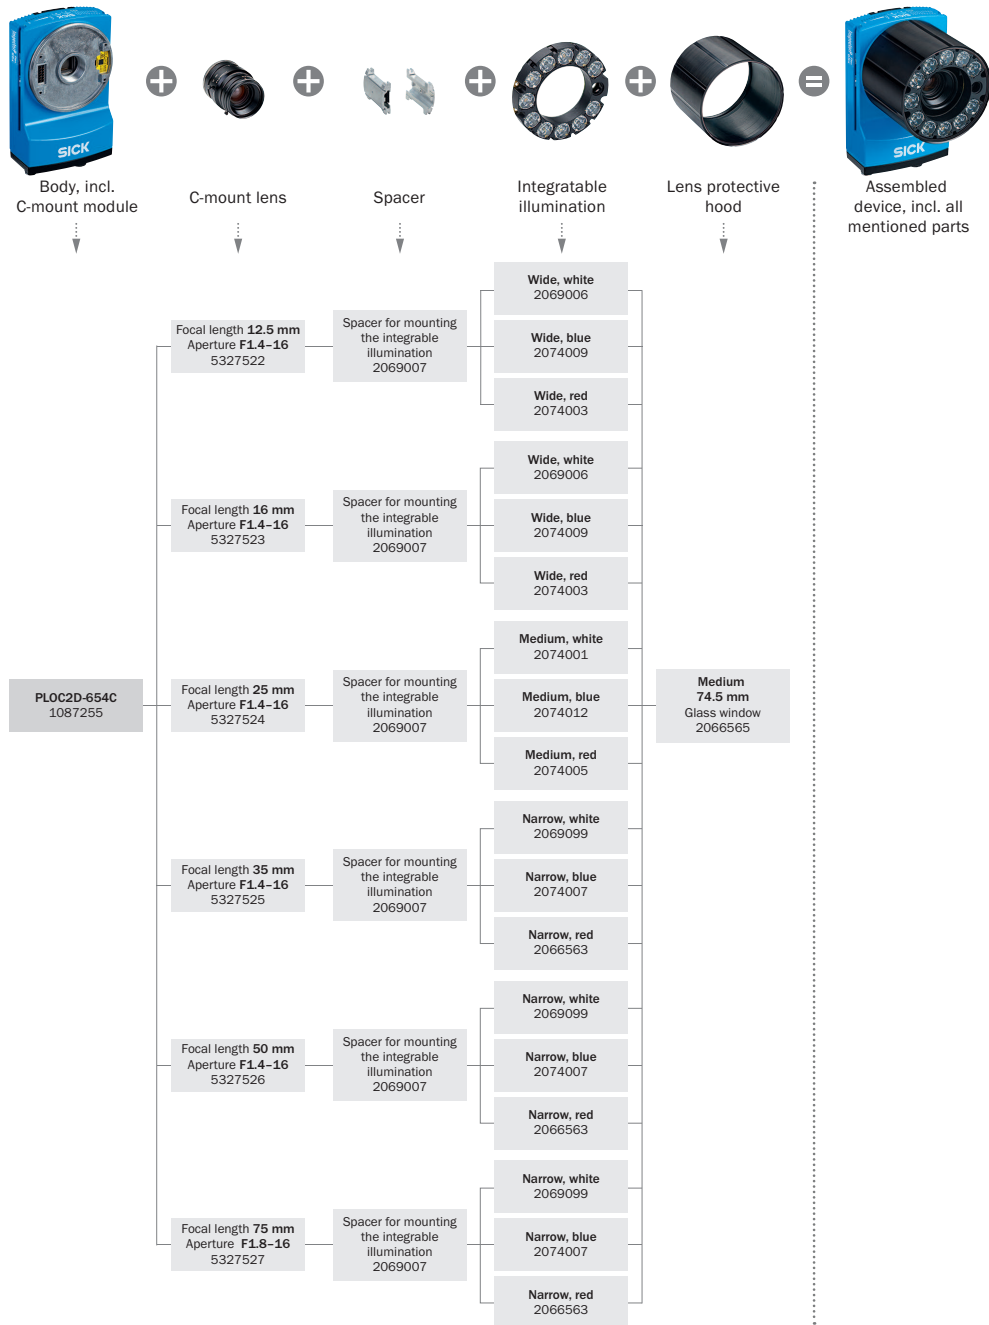 SICK
SICK
Body, incl.
C-mount module
C-mount lens
Spacer
Integratable
illumination
Lens protective
hood
Assembled
device, incl. all
mentioned parts
PLOC2D-654C
1087255
Focal length 12.5 mm
Aperture F1.4–16
5327522
Spacer for mounting
the integrable
illumination
2069007
Wide, white
2069006
Wide, blue
2074009
Wide, red
2074003
Focal length 16 mm
Aperture F1.4–16
5327523
Spacer for mounting
the integrable
illumination
2069007
Wide, white
2069006
Wide, blue
2074009
Wide, red
2074003
Focal length 25 mm
Aperture F1.4–16
5327524
Spacer for mounting
the integrable
illumination
2069007
Medium, white
2074001
Medium, blue
2074012
Medium, red
2074005
Focal length 35 mm
Aperture F1.4–16
5327525
Spacer for mounting
the integrable
illumination
2069007
Narrow, white
2069099
Narrow, blue
2074007
Narrow, red
2066563
Focal length 50 mm
Aperture F1.4–16
5327526
Spacer for mounting
the integrable
illumination
2069007
Narrow, white
2069099
Narrow, blue
2074007
Narrow, red
2066563
Focal length 75 mm
Aperture F1.8–16
5327527
Spacer for mounting
the integrable
illumination
2069007
Narrow, white
2069099
Narrow, blue
2074007
Narrow, red
2066563
Medium
74.5 mm
Glass window
2066565